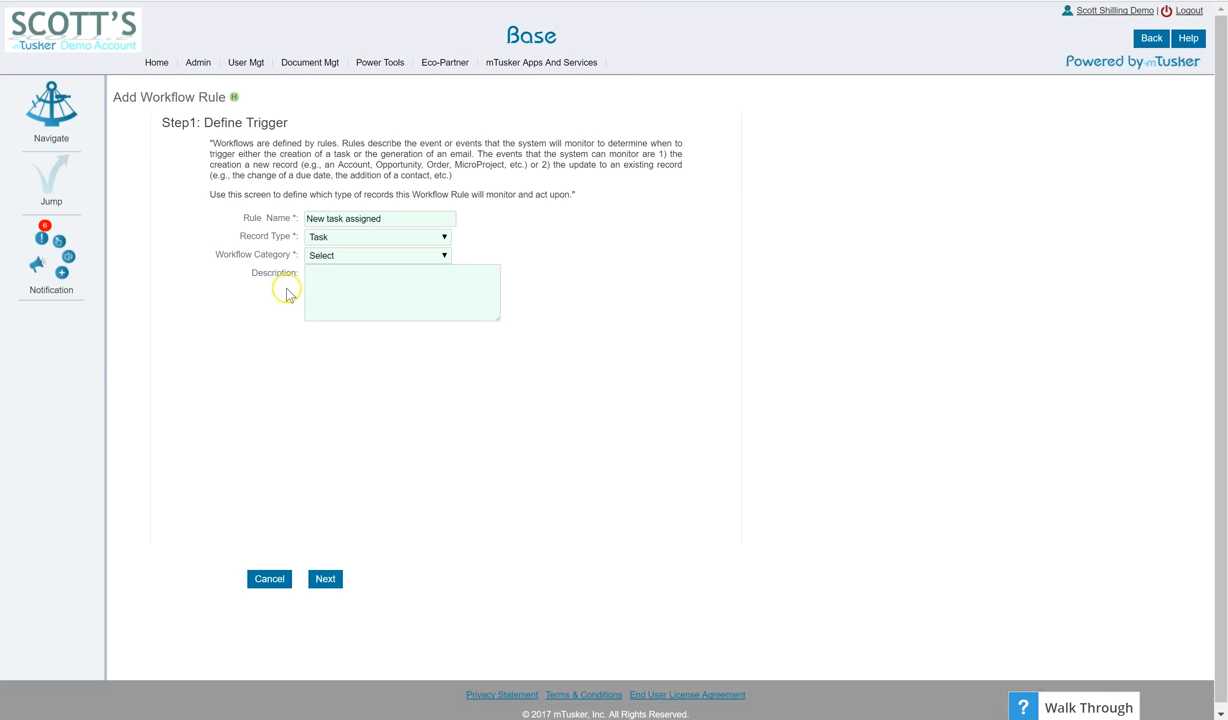 SCOTT'S
mTusker Demo Account
Scott Shilling Demo | Logout
Base
Back Help
Powered by mTusker
Home Admin User Mgt Document Mgt Power Tools Eco-Partner mTusker Apps And Services
Navigate
Jump
6
Notification
Add Workflow Rule H
Step1: Define Trigger
"Workflows are defined by rules. Rules describe the event or events that the system will monitor to determine when to
trigger either the creation of a task or the generation of an email. The events that the system can monitor are 1) the
creation a new record (e.g., an Account, Opportunity, Order, MicroProject, etc.) or 2) the update to an existing record
(e.g., the change of a due date, the addition of a contact, etc.)
Use this screen to define which type of records this Workflow Rule will monitor and act upon."
Rule Name *: New task assigned
Record Type *: Task
Workflow Category *: Select
Description:
Cancel Next
Privacy Statement Terms & Conditions End User License Agreement
© 2017 mTusker, Inc. All Rights Reserved.
? Walk Through